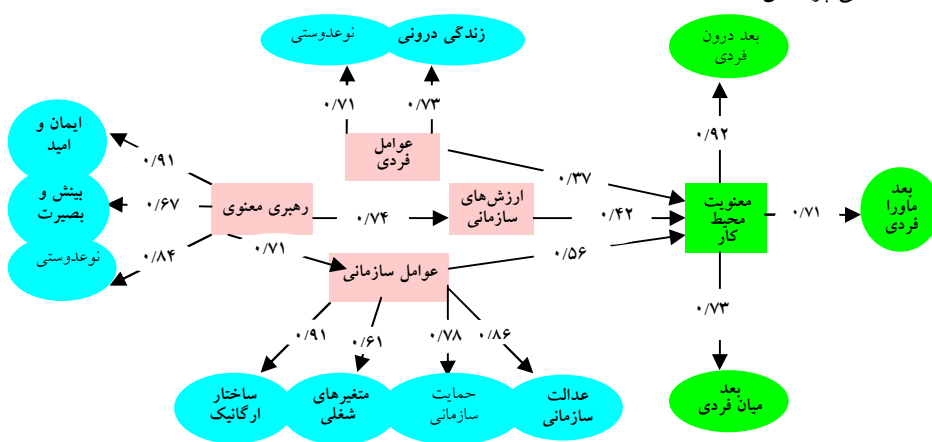 نوعدوستی
زندگی درونی
بعد درون
فردی
۰/۷۱
۰/۷۳
۰/۹۲
ایمان و
امید
عوامل
فردی
۰/۹۱
۰/۳۷
بینش و
بصیرت
۰/۶۷
رهبری معنوی
۰/۷۴
ارزش‌های
سازمانی
۰/۴۲
معنویت
محیط
کار
۰/۷۱
بعد
ماورا
فردی
نوعدوستی
۰/۸۴
۰/۷۱
عوامل سازمانی
۰/۵۶
۰/۹۱
۰/۶۱
۰/۷۸
۰/۸۶
۰/۷۳
ساختار
ارگانیک
متغیرهای
شغلی
حمایت
سازمانی
عدالت
سازمانی
بعد
میان فردی